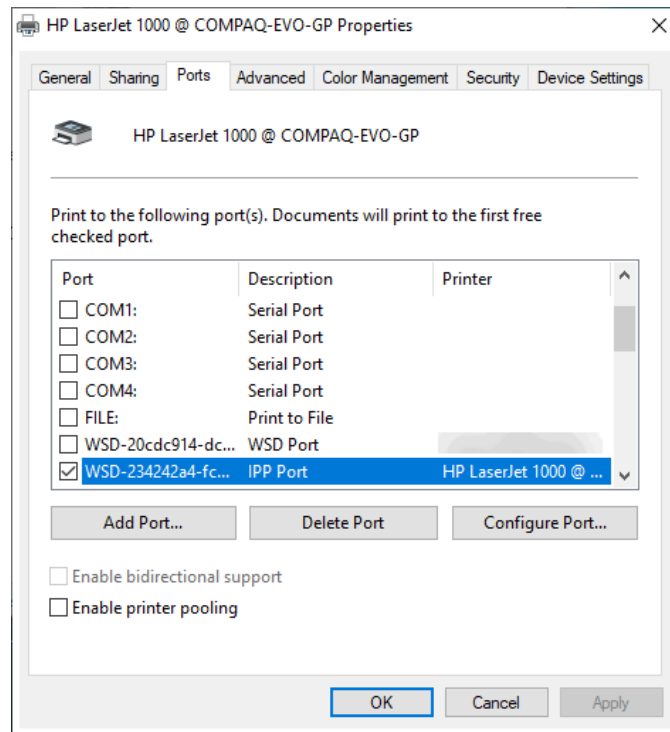 HP LaserJet 1000 @ COMPAQ-EVO-GP Properties
General Sharing Ports Advanced Color Management Security Device Settings
HP LaserJet 1000 @ COMPAQ-EVO-GP
Print to the following port(s). Documents will print to the first free
checked port.
Port Description Printer
COM1: Serial Port
COM2: Serial Port
COM3: Serial Port
COM4: Serial Port
FILE: Print to File
WSD-20cdc914-dc... WSD Port
WSD-234242a4-fc... IPP Port HP LaserJet 1000 @ ...
Add Port... Delete Port Configure Port...
Enable bidirectional support
Enable printer pooling
OK Cancel Apply